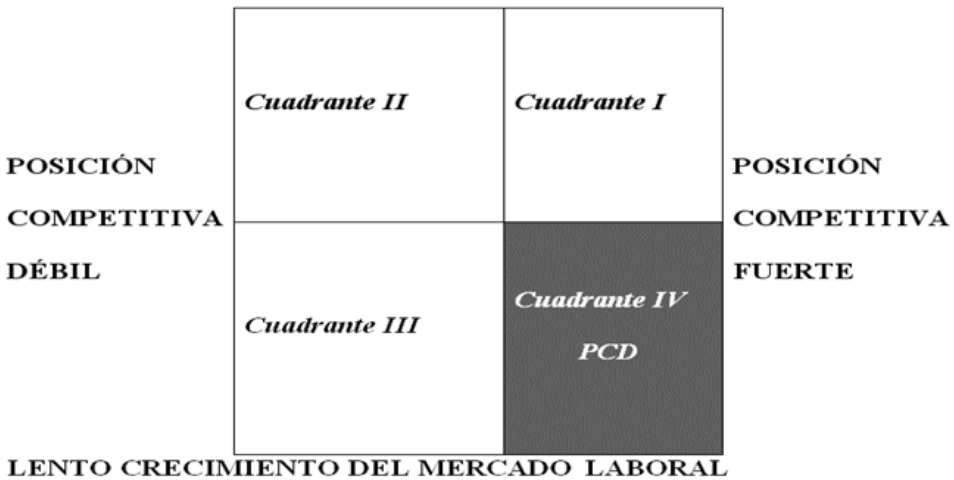 Cuadrante II
Cuadrante I
POSICIÓN
COMPETITIVA
DÉBIL
POSICIÓN
COMPETITIVA
FUERTE
Cuadrante III
Cuadrante IV
PCD
LENTO CRECIMIENTO DEL MERCADO LABORAL